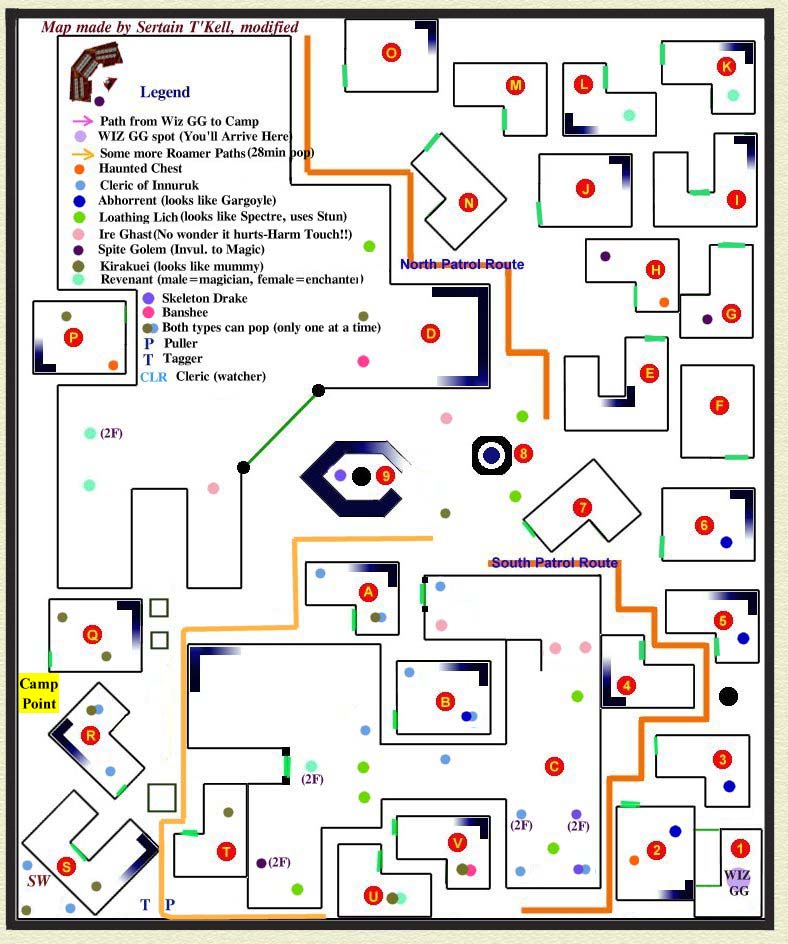 Map made by Sertain T'Kell, modified
Legend
Path from Wiz GG to Camp
WIZ GG spot (You'll Arrive Here)
Some more Roamer Paths (28min pop)
Haunted Chest
Cleric of Innuruk
Abhorrent (looks like Gargoyle)
Loathing Lich (looks like Spectre, uses Stun)
Ire Ghast (No wonder it hurts-Harm Touch!!)
Spite Golem (Invul. to Magic)
Kirakuei (looks like mummy)
Revenant (male=magician, female=enchanter)
Skeleton Drake
Banshee
Both types can pop (only one at a time)
P Puller
T Tagger
CLR Cleric (watcher)
O
M
L
K
N
J
I
North Patrol Route
H
G
P
D
E
F
(2F)
8
9
7
6
South Patrol Route
A
5
Q
4
Camp
Point
B
R
C
3
(2F)
(2F)
(2F)
T
V
2
1
S
(2F)
WIZ
GG
SW
U
T P